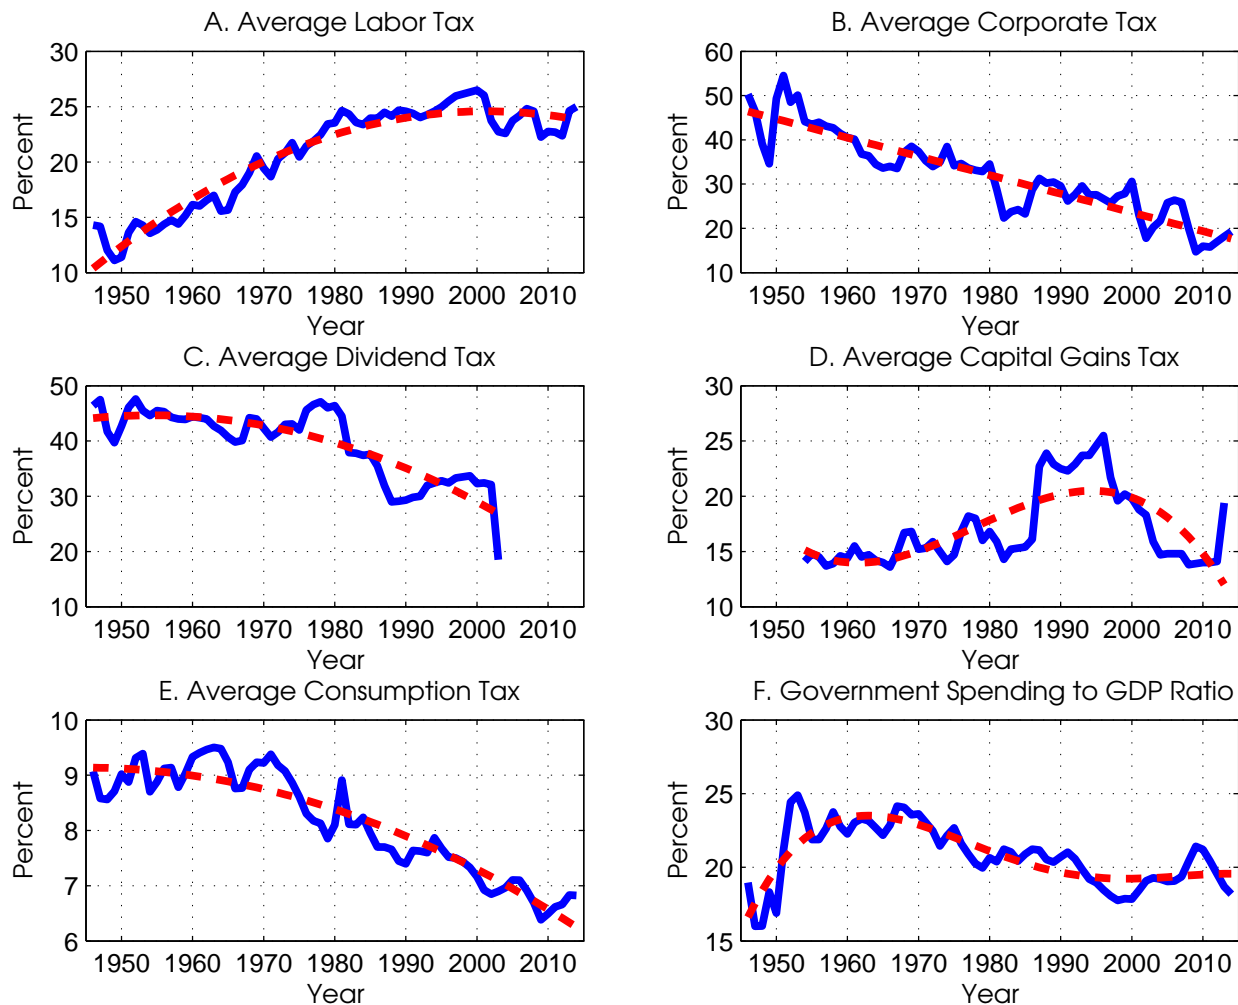 A. Average Labor Tax
30
25
20
15
10
Percent
1950 1960 1970 1980 1990 2000 2010
Year
B. Average Corporate Tax
60
50
40
30
20
10
Percent
1950 1960 1970 1980 1990 2000 2010
Year
C. Average Dividend Tax
50
40
30
20
10
Percent
1950 1960 1970 1980 1990 2000 2010
Year
D. Average Capital Gains Tax
30
25
20
15
10
Percent
1950 1960 1970 1980 1990 2000 2010
Year
E. Average Consumption Tax
10
9
8
7
6
Percent
1950 1960 1970 1980 1990 2000 2010
Year
F. Government Spending to GDP Ratio
30
25
20
15
Percent
1950 1960 1970 1980 1990 2000 2010
Year